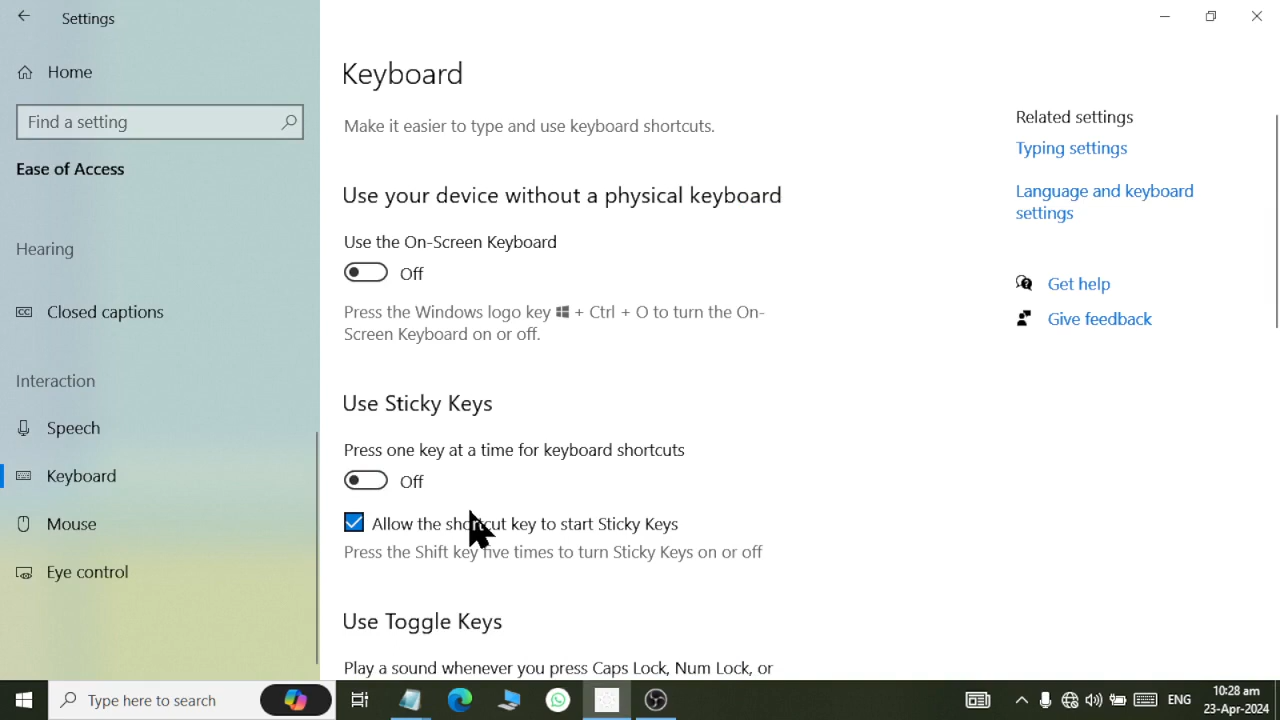 Settings
Home
Find a setting
Ease of Access
Hearing
Closed captions
Interaction
Speech
Keyboard
Mouse
Eye control
Keyboard
Make it easier to type and use keyboard shortcuts.
Use your device without a physical keyboard
Use the On-Screen Keyboard
Off
Press the Windows logo key + Ctrl + O to turn the On-
Screen Keyboard on or off.
Use Sticky Keys
Press one key at a time for keyboard shortcuts
Off
Allow the shortcut key to start Sticky Keys
Press the Shift key five times to turn Sticky Keys on or off
Use Toggle Keys
Play a sound whenever you press Caps Lock, Num Lock, or
Related settings
Typing settings
Language and keyboard
settings
Get help
Give feedback
Type here to search
ENG
10:28 am
23-Apr-2024